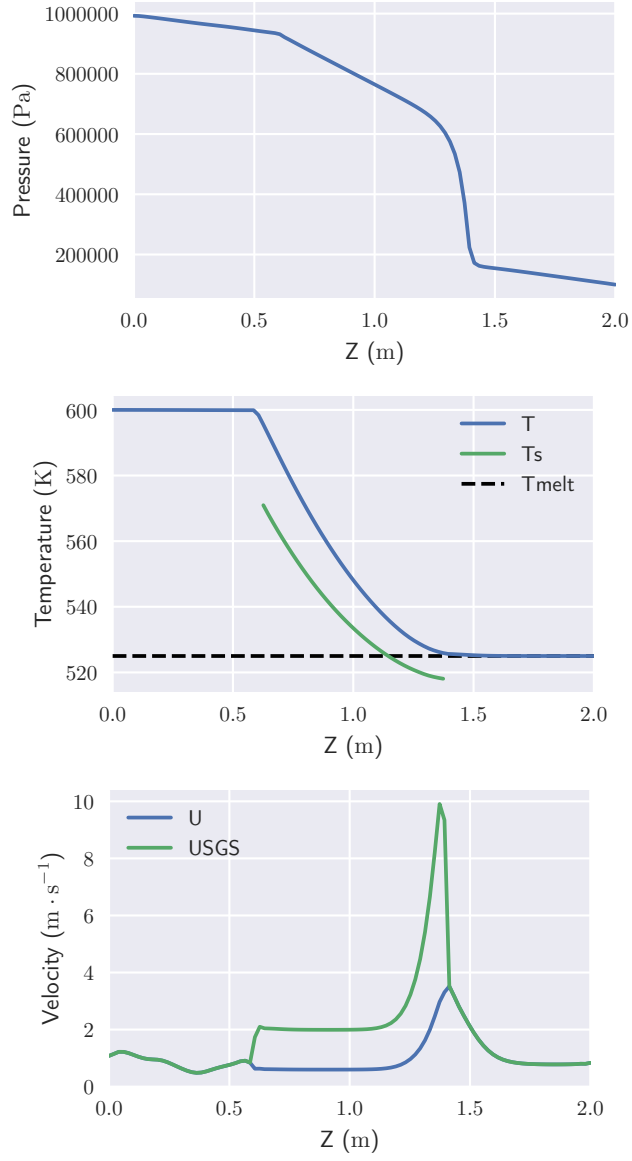 1000000
800000
600000
400000
200000
Pressure (Pa)
0.0 0.5 1.0 1.5 2.0
Z (m)
600
580
560
540
520
Temperature (K)
T
Ts
Tmelt
0.0 0.5 1.0 1.5 2.0
Z (m)
10
8
6
4
2
0
Velocity (m · s⁻¹)
U
USGS
0.0 0.5 1.0 1.5 2.0
Z (m)